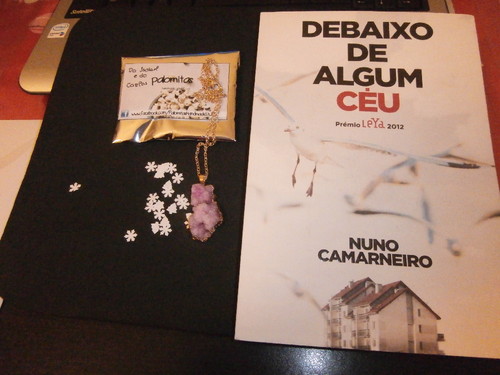 Palomitas
DEBAIXO
DE
ALGUM
CÉU
Prémio LeYa 2012
NUNO
CAMARNEIRO